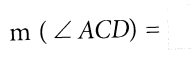 m ( ∠ ACD) =